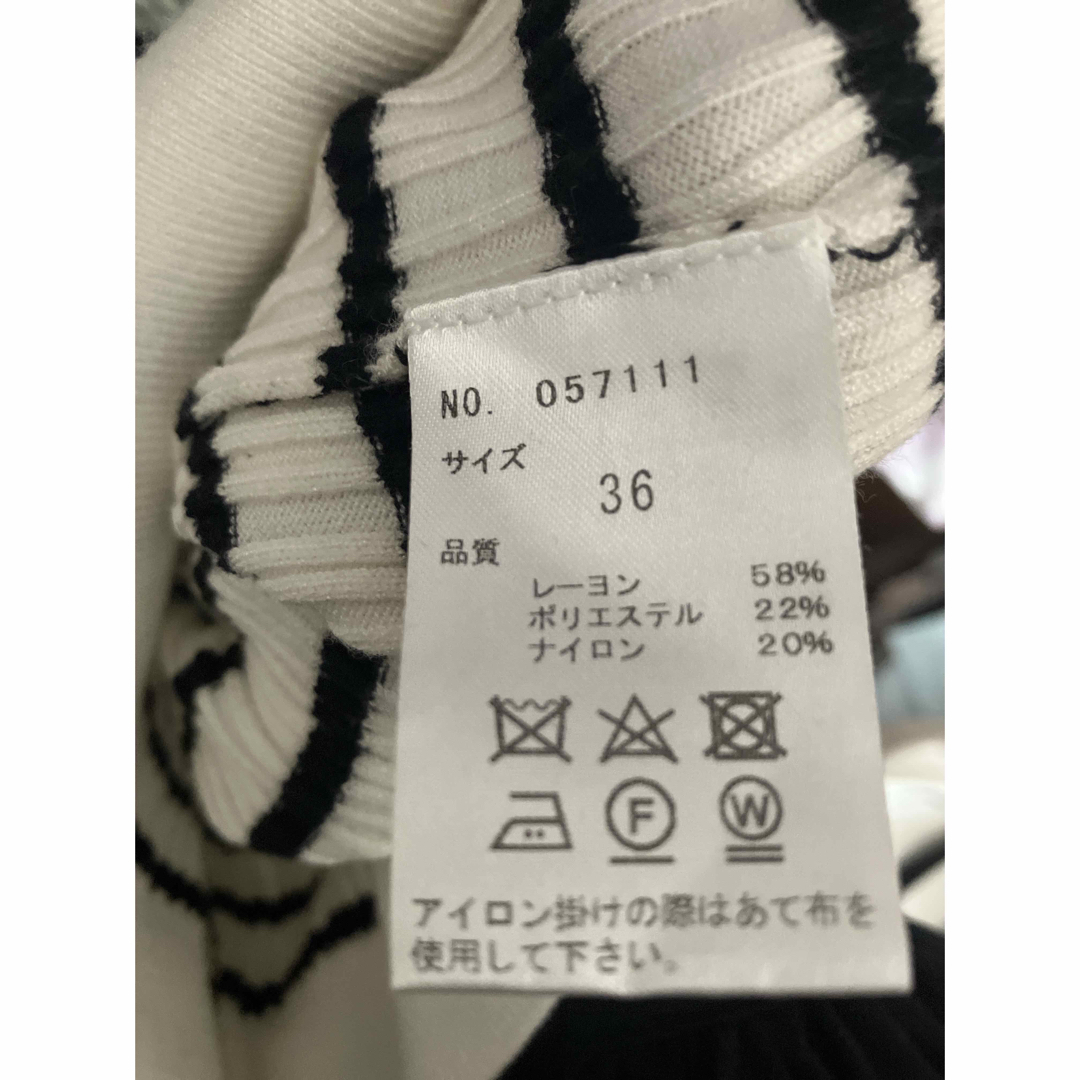 NO. 057111
サイズ
36
品質
レーヨン 58%
ポリエステル 22%
ナイロン 20%
F W
アイロン掛けの際はあて布を
使用して下さい。